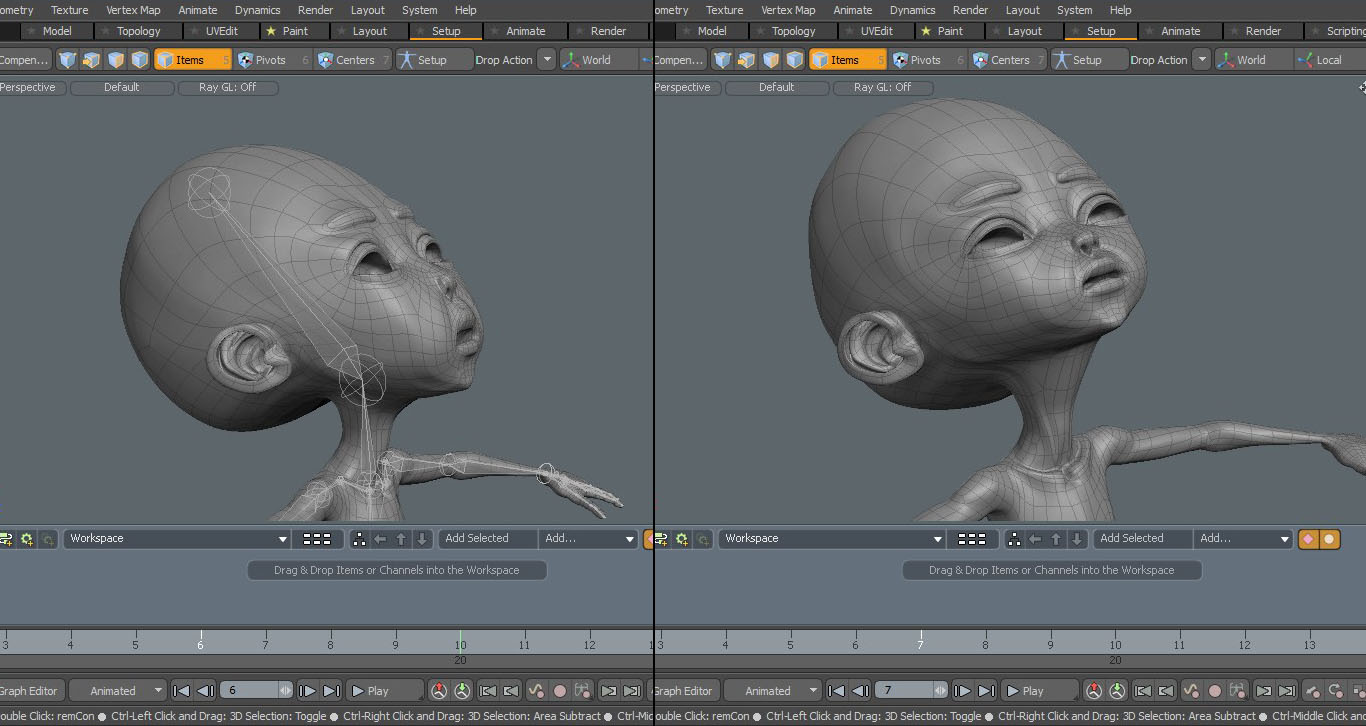 ometry Texture Vertex Map Animate Dynamics Render Layout System Help
Model Topology UVEdit Paint Layout Setup Animate Render
Compen... Items 5 Pivots 6 Centers 7 Setup Drop Action World
Perspective Default Ray GL: Off
Workspace Add Selected Add...
Drag & Drop Items or Channels into the Workspace
3 4 5 6 7 8 9 10 11 12
20
Graph Editor Animated 6 Play
ouble Click: remCon ● Ctrl-Left Click and Drag: 3D Selection: Toggle ● Ctrl-Right Click and Drag: 3D Selection: Area Subtract ● Ctrl-Mic
ometry Texture Vertex Map Animate Dynamics Render Layout System Help
Model Topology UVEdit Paint Layout Setup Animate Render Scripting
Compen... Items 5 Pivots 6 Centers 7 Setup Drop Action World Local
Perspective Default Ray GL: Off
Workspace Add Selected Add...
Drag & Drop Items or Channels into the Workspace
3 4 5 6 7 8 9 10 11 12 13
20
Graph Editor Animated 7 Play
ouble Click: remCon ● Ctrl-Left Click and Drag: 3D Selection: Toggle ● Ctrl-Right Click and Drag: 3D Selection: Area Subtract ● Ctrl-Middle Click an